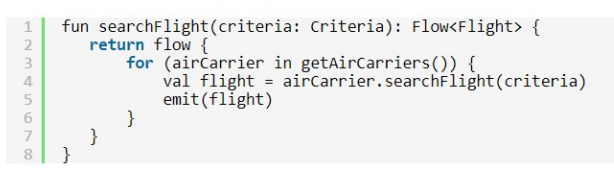 1 fun searchFlight(criteria: Criteria): Flow<Flight> {
2     return flow {
3         for (airCarrier in getAirCarriers()) {
4             val flight = airCarrier.searchFlight(criteria)
5             emit(flight)
6         }
7     }
8 }